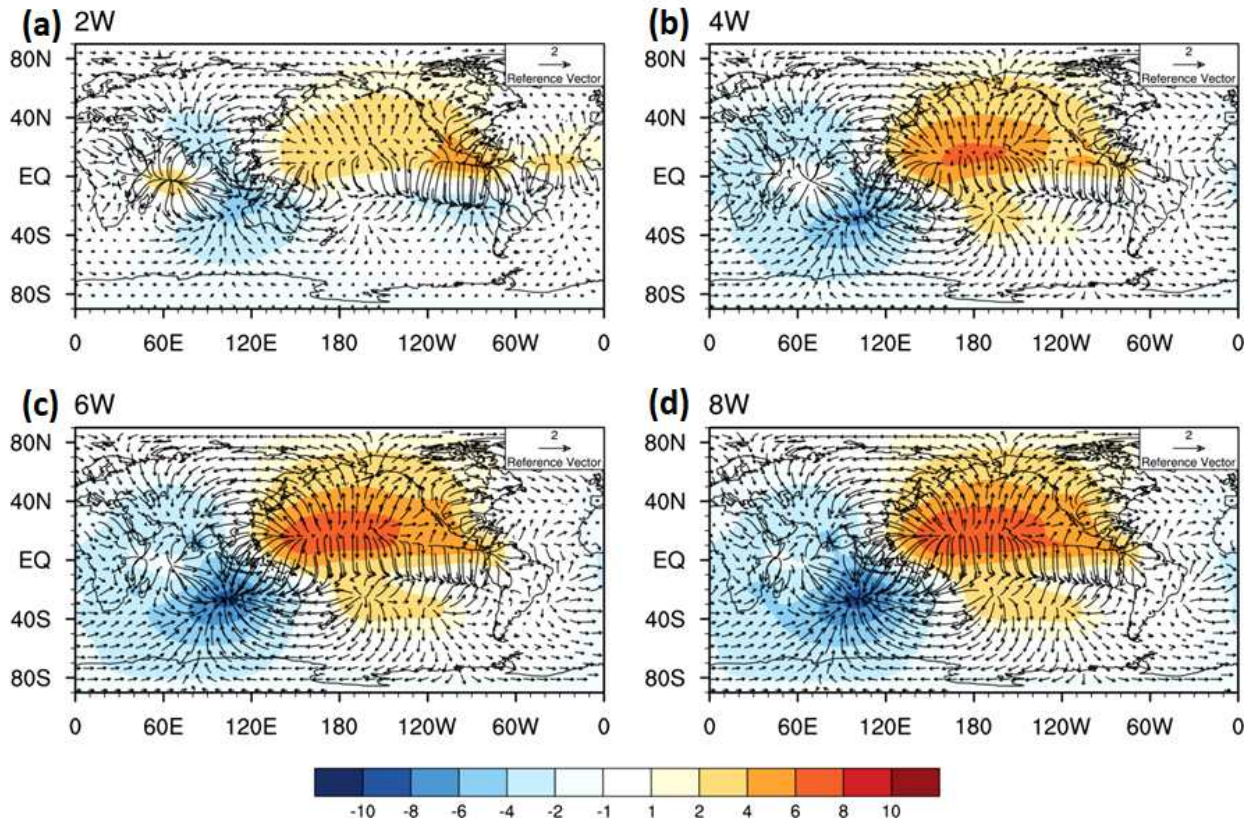 (a) 2W
2
Reference Vector
80N
40N
EQ
40S
80S
0 60E 120E 180 120W 60W 0
(b) 4W
2
Reference Vector
80N
40N
EQ
40S
80S
0 60E 120E 180 120W 60W 0
(c) 6W
2
Reference Vector
80N
40N
EQ
40S
80S
0 60E 120E 180 120W 60W 0
(d) 8W
2
Reference Vector
80N
40N
EQ
40S
80S
0 60E 120E 180 120W 60W 0
-10 -8 -6 -4 -2 -1 1 2 4 6 8 10